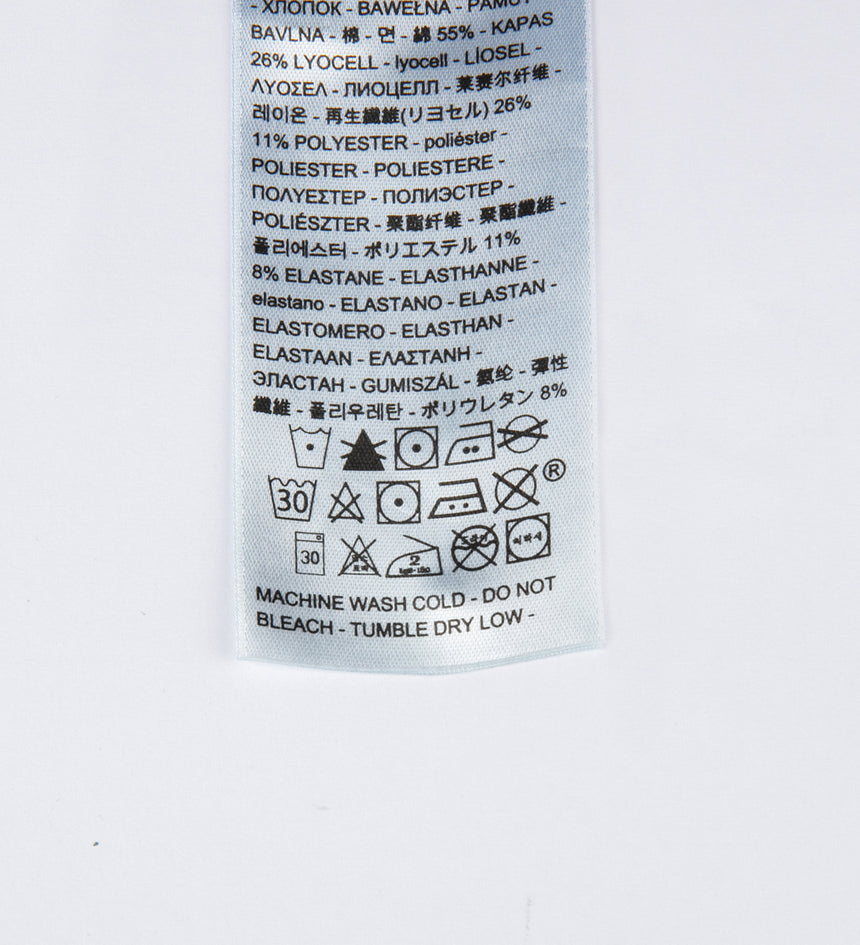 - ХЛОПОК - BAWEŁNA - PAMUT -
BAVLNA - 棉 - 면 - 綿 55% - KAPAS
26% LYOCELL - lyocell - LİOSEL -
ΛΥΟΣΕΛ - ЛИОЦЕЛЛ - 莱赛尔纤维 -
레이온 - 再生繊維(リヨセル) 26%
11% POLYESTER - poliéster -
POLIESTER - POLIESTERE -
ΠΟΛΥΕΣΤΕΡ - ПОЛИЭСТЕР -
POLIÉSZTER - 聚酯纤维 - 聚酯纖維 -
폴리에스터 - ポリエステル 11%
8% ELASTANE - ELASTHANNE -
elastano - ELASTANO - ELASTAN -
ELASTOMERO - ELASTHAN -
ELASTAAN - ΕΛΑΣΤΑΝΗ -
ЭЛАСТАН - GUMISZÁL - 氨纶 - 彈性
纖維 - 폴리우레탄 - ポリウレタン 8%
30 ®
30 2
MACHINE WASH COLD - DO NOT
BLEACH - TUMBLE DRY LOW -